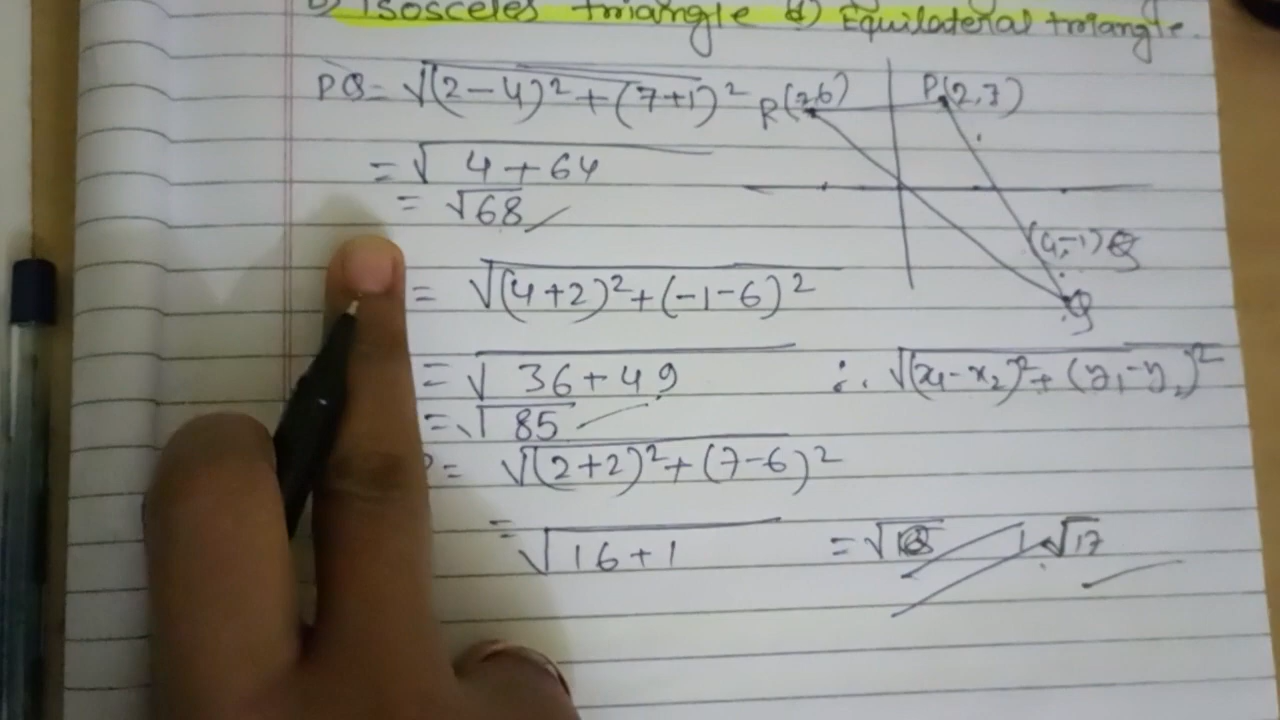 b) Isosceles triangle d) Equilateral triangle.
PQ = √(2-4)² + (7+1)²
R(-2,6) P(2,7)
= √4+64
= √68
(4,-1) Q
= √(4+2)² + (-1-6)²
Q
= √36+49
∴ √(x₁-x₂)² + (y₁-y₂)²
= √85
= √(2+2)² + (7-6)²
= √16+1 = √17